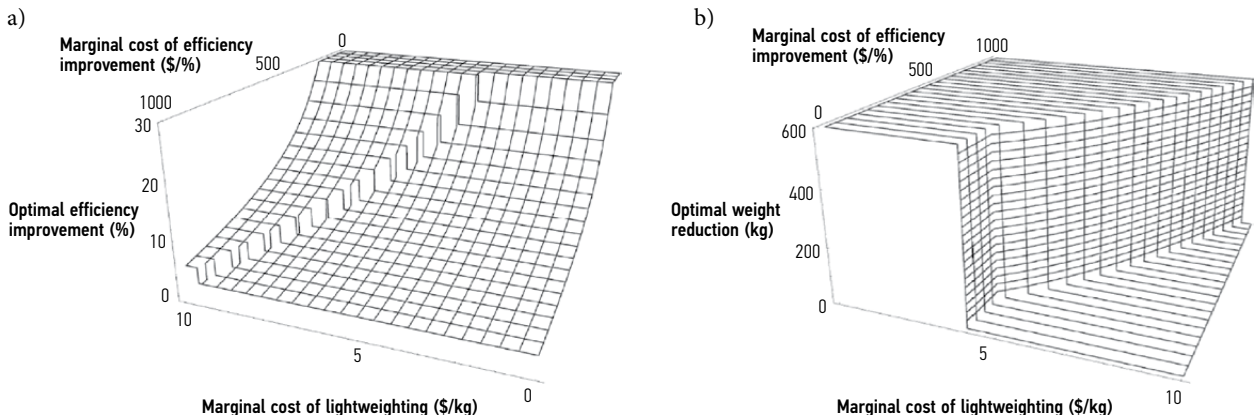 a)
Marginal cost of efficiency
improvement ($/%)
0
500
1000
30
20
10
0
Optimal efficiency
improvement (%)
10
5
0
Marginal cost of lightweighting ($/kg)
b)
Marginal cost of efficiency
improvement ($/%)
1000
500
0
600
400
200
0
Optimal weight
reduction (kg)
5
10
Marginal cost of lightweighting ($/kg)